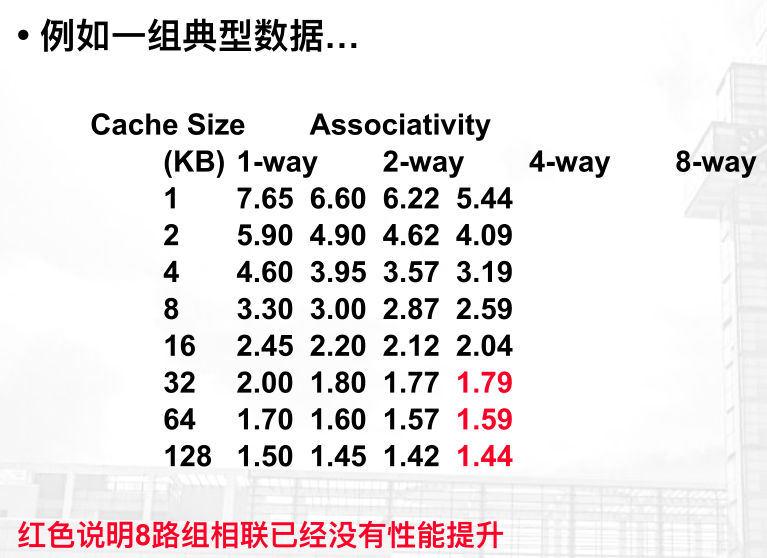 • 例如一组典型数据…
Cache Size Associativity
(KB) 1-way 2-way 4-way 8-way
1 7.65 6.60 6.22 5.44
2 5.90 4.90 4.62 4.09
4 4.60 3.95 3.57 3.19
8 3.30 3.00 2.87 2.59
16 2.45 2.20 2.12 2.04
32 2.00 1.80 1.77 1.79
64 1.70 1.60 1.57 1.59
128 1.50 1.45 1.42 1.44
红色说明8路组相联已经没有性能提升